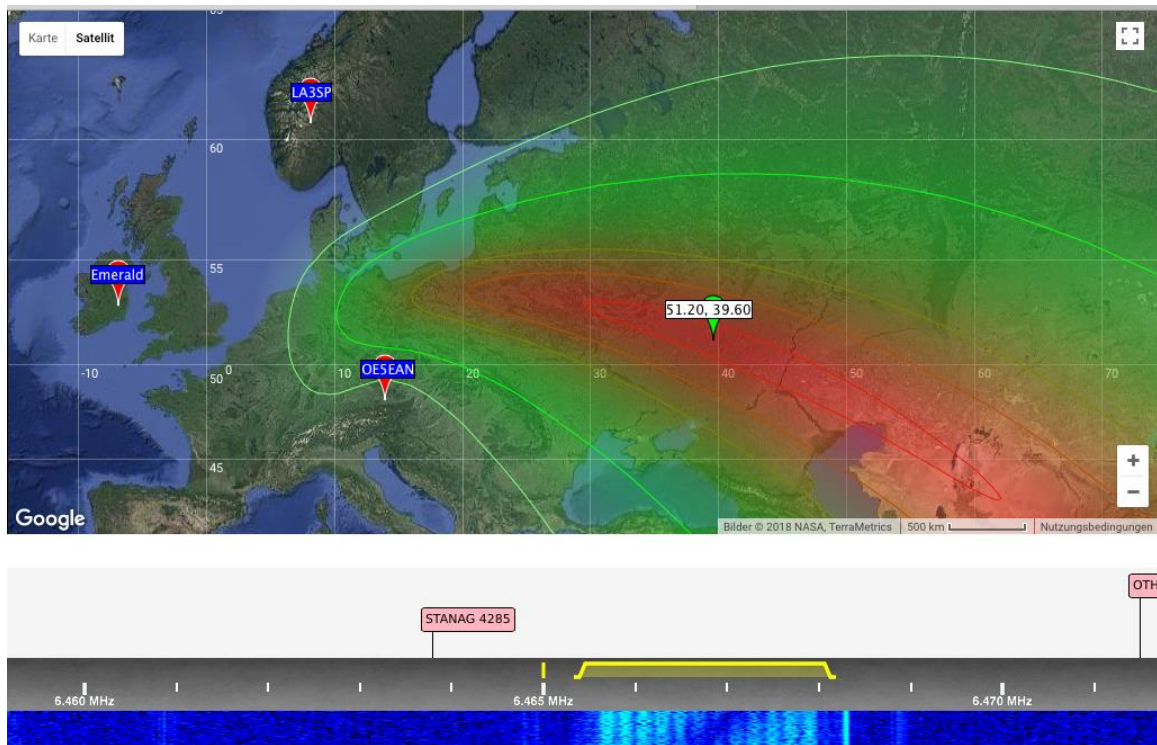 65
Karte Satellit
LA3SP
60
Emerald
55
51.20, 39.60
-10 0 10 20 30 40 50 60 70
50
OE5EAN
45
Google
Bilder © 2018 NASA, TerraMetrics 500 km Nutzungsbedingungen
OTH
STANAG 4285
6.460 MHz 6.465 MHz 6.470 MHz